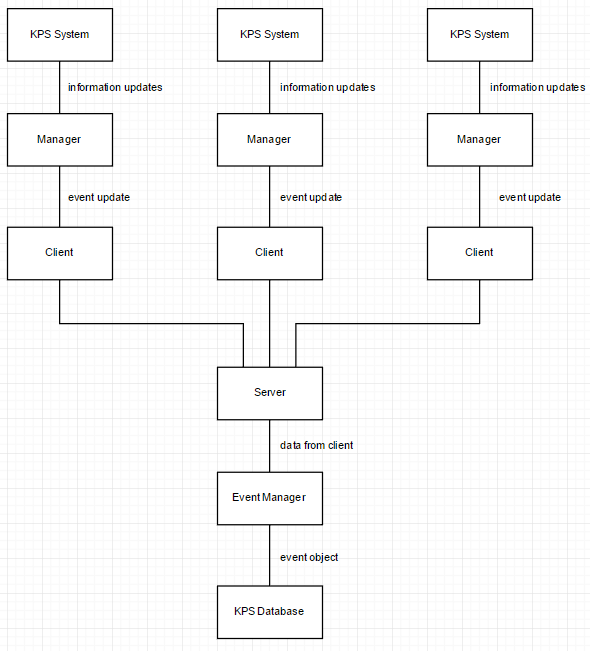 KPS System
KPS System
KPS System
information updates
information updates
information updates
Manager
Manager
Manager
event update
event update
event update
Client
Client
Client
Server
data from client
Event Manager
event object
KPS Database